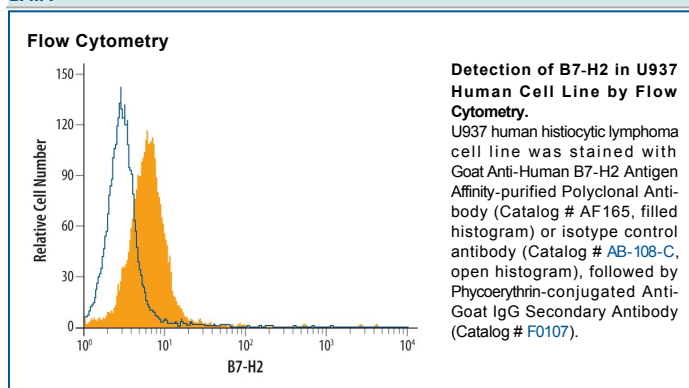 Flow Cytometry
150
120
90
60
30
0
Relative Cell Number
10⁰
10¹
10²
10³
10⁴
B7-H2
Detection of B7-H2 in U937
Human Cell Line by Flow
Cytometry.
U937 human histiocytic lymphoma
cell line was stained with
Goat Anti-Human B7-H2 Antigen
Affinity-purified Polyclonal Anti-
body (Catalog # AF165, filled
histogram) or isotype control
antibody (Catalog # AB-108-C,
open histogram), followed by
Phycoerythrin-conjugated Anti-
Goat IgG Secondary Antibody
(Catalog # F0107).